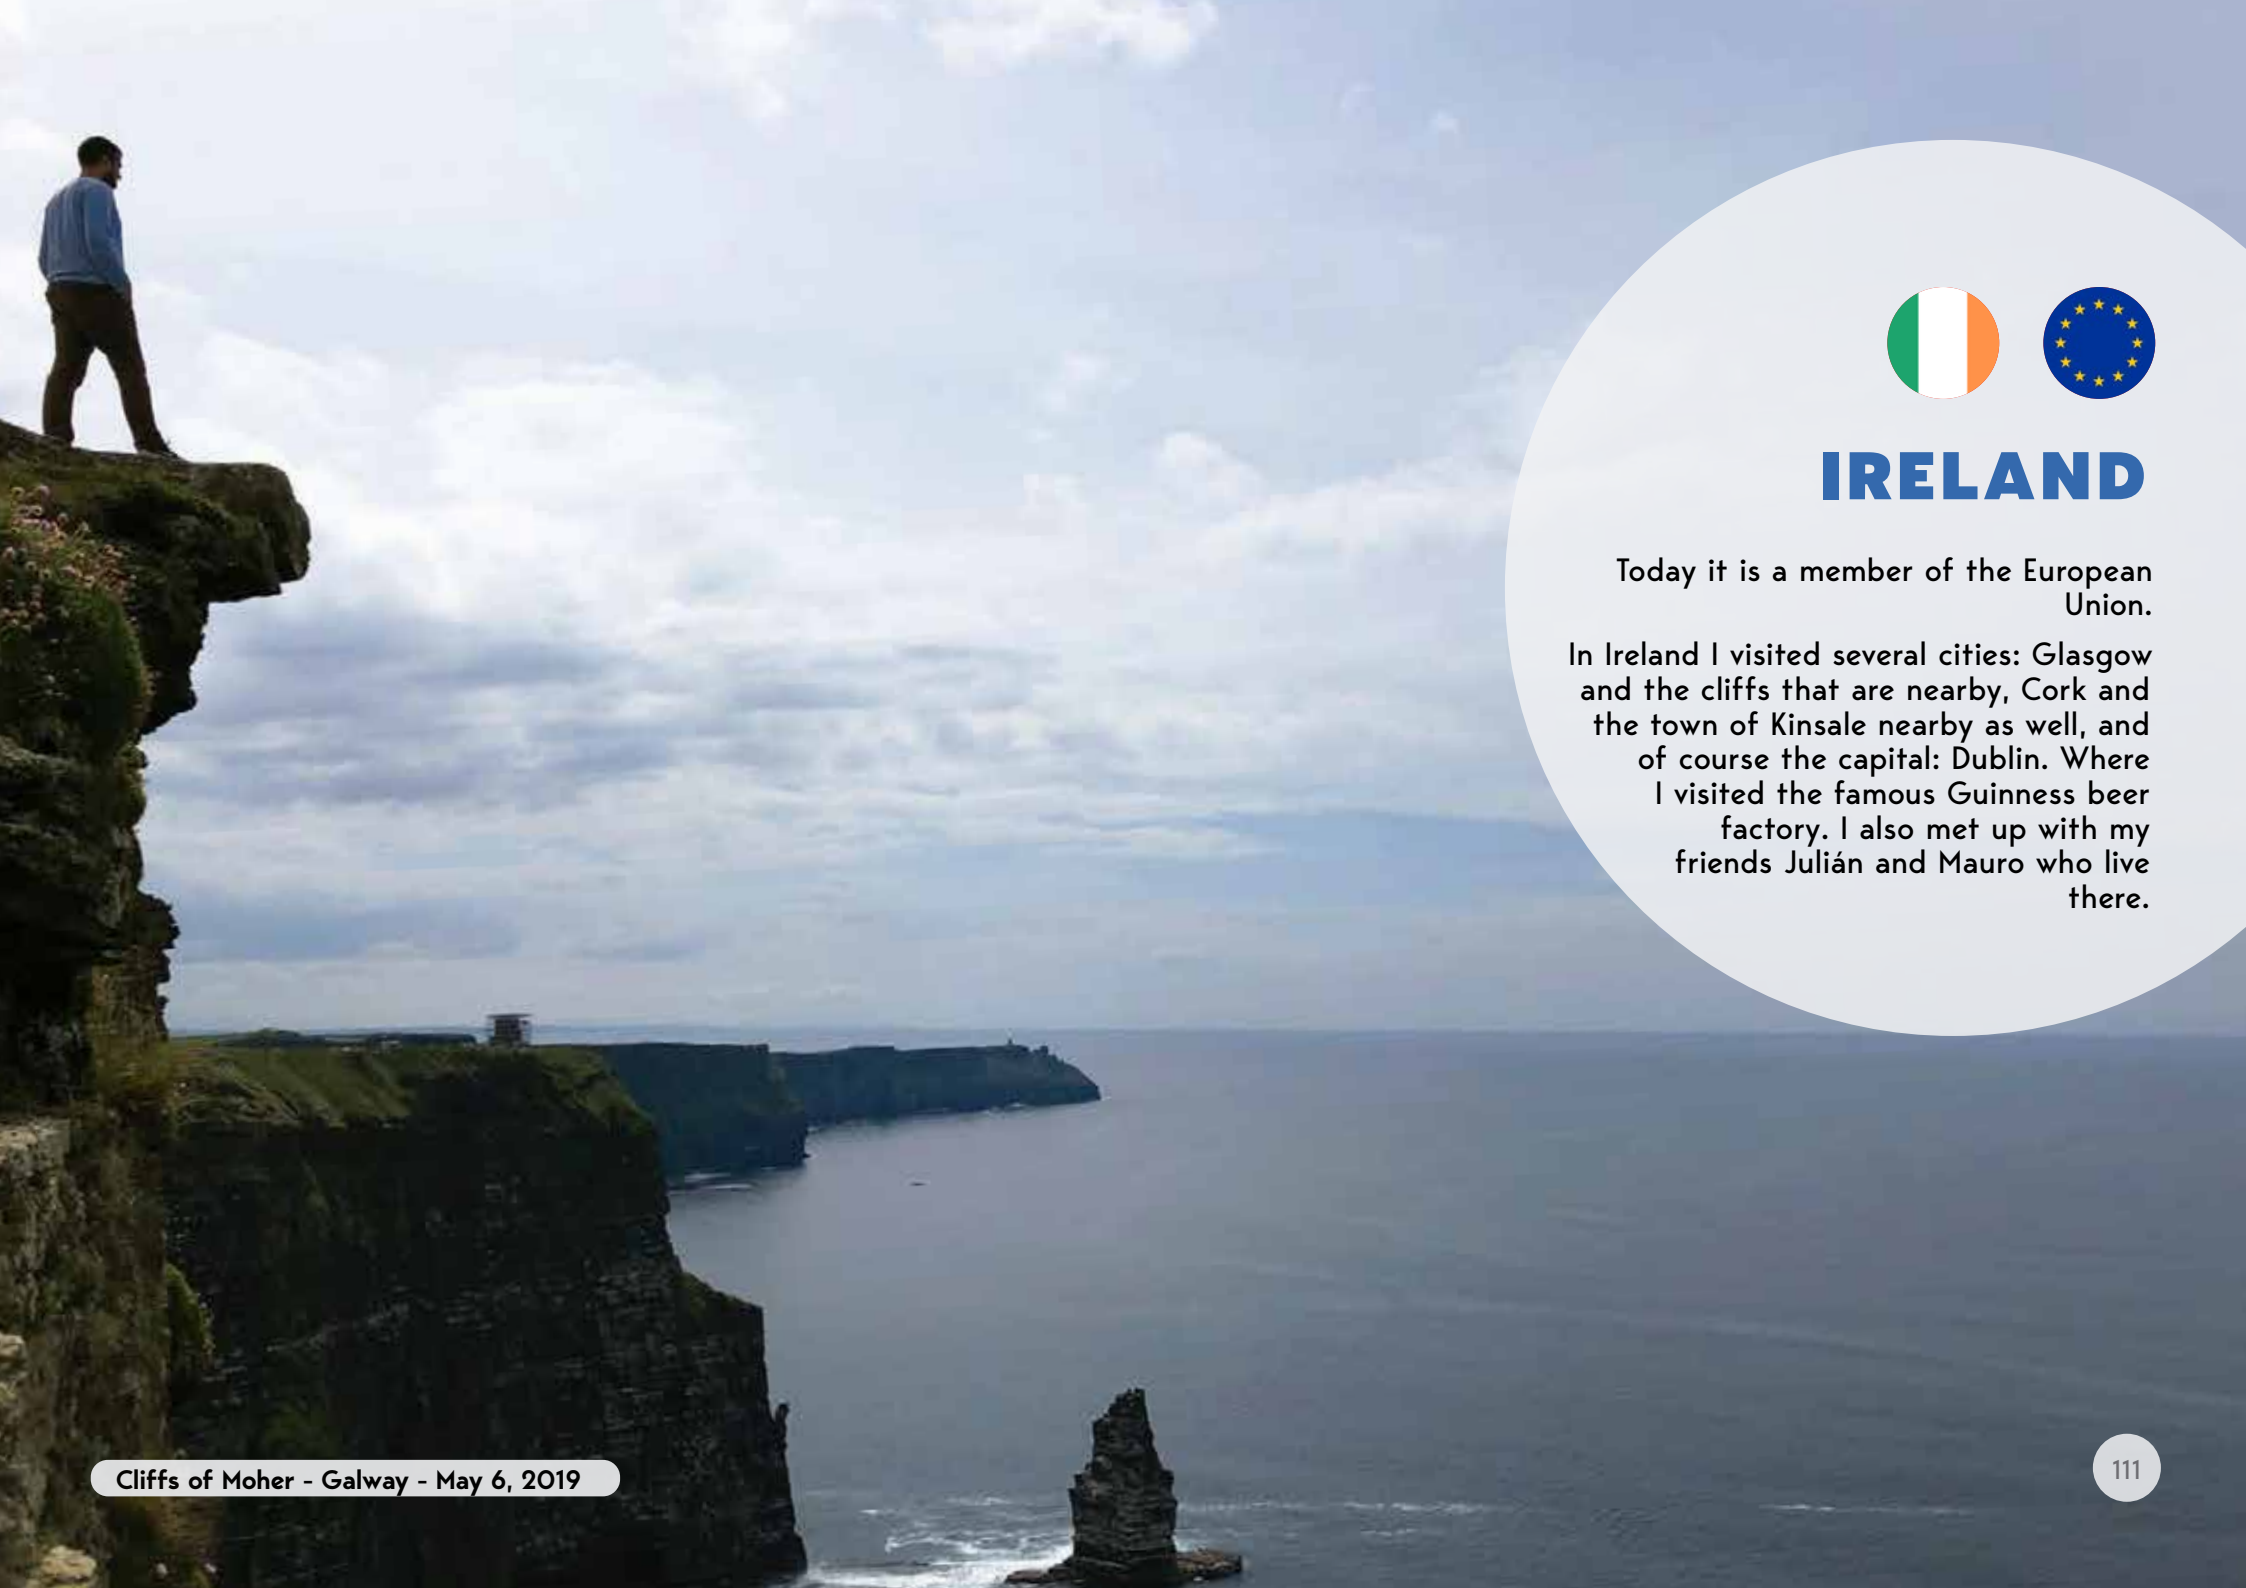 IRELAND
Today it is a member of the European
Union.
In Ireland I visited several cities: Glasgow
and the cliffs that are nearby, Cork and
the town of Kinsale nearby as well, and
of course the capital: Dublin. Where
I visited the famous Guinness beer
factory. I also met up with my
friends Julián and Mauro who live
there.
Cliffs of Moher - Galway - May 6, 2019
111